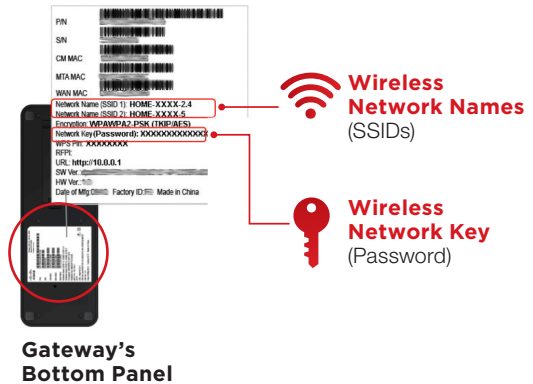 P/N
S/N
CM MAC
MTA MAC
WAN MAC
Network Name (SSID 1): HOME-XXXX-2.4
Network Name (SSID 2): HOME-XXXX-5
Encryption: WPAWPA2-PSK (TKIP/AES)
Network Key(Password): XXXXXXXXXXXXX
WPS Pin: XXXXXXXX
RFPI:
URL: http://10.0.0.1
SW Ver.:
HW Ver.:
Date of Mfg: Factory ID: Made in China
Wireless
Network Names
(SSIDs)
Wireless
Network Key
(Password)
Gateway's
Bottom Panel